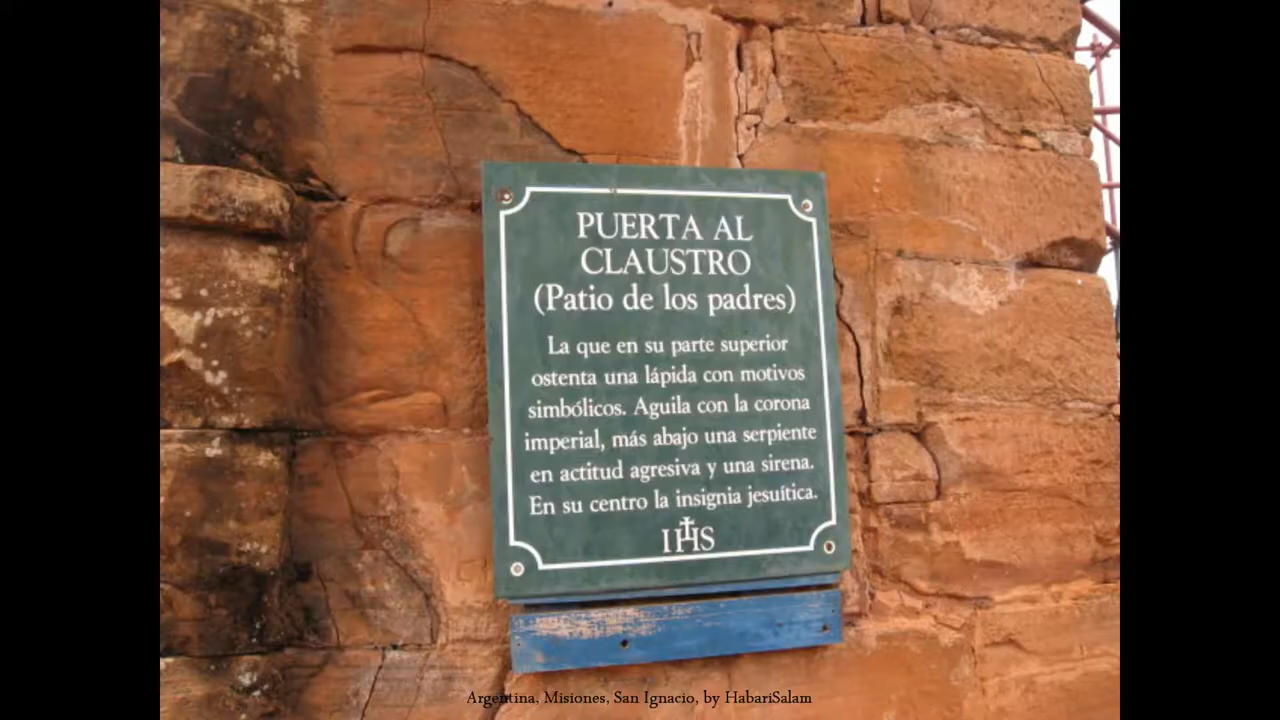 PUERTA AL
CLAUSTRO
(Patio de los padres)
La que en su parte superior
ostenta una lápida con motivos
simbólicos. Aguila con la corona
imperial, más abajo una serpiente
en actitud agresiva y una sirena.
En su centro la insignia jesuítica.
IHS
Argentina, Misiones, San Ignacio, by HabariSalam